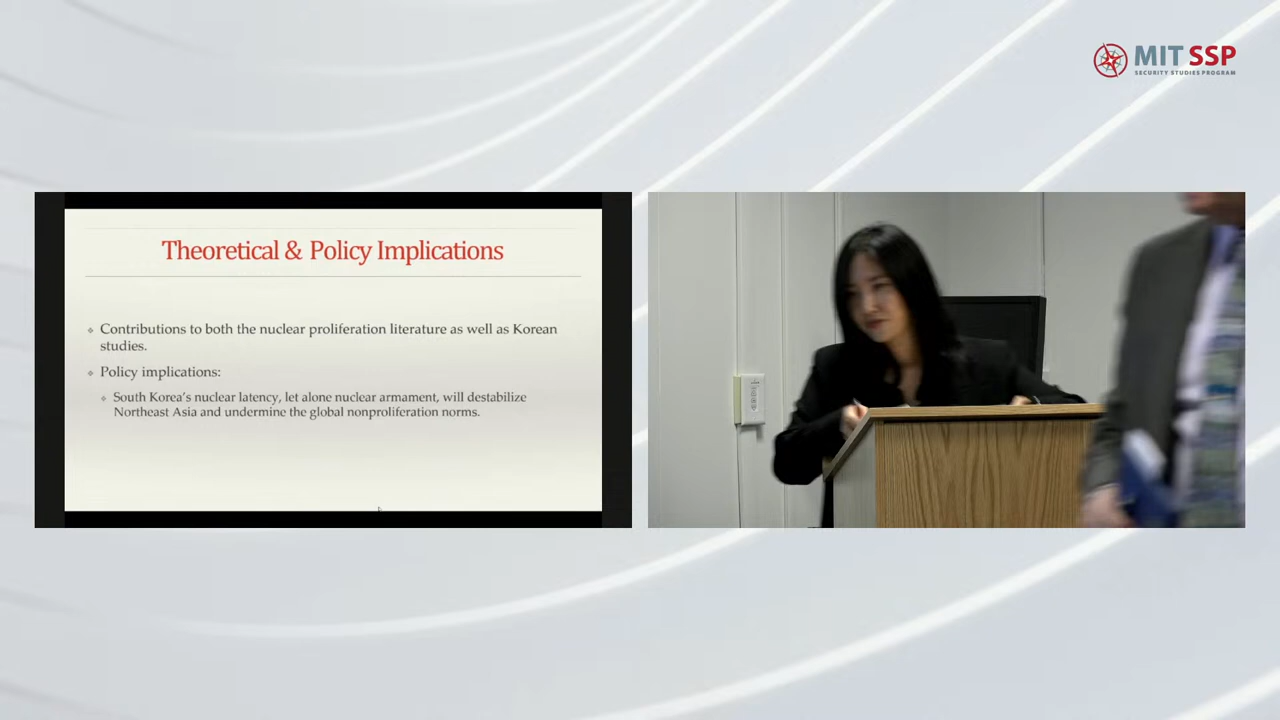 MIT SSP
SECURITY STUDIES PROGRAM
Theoretical & Policy Implications
Contributions to both the nuclear proliferation literature as well as Korean
studies.
Policy implications:
South Korea's nuclear latency, let alone nuclear armament, will destabilize
Northeast Asia and undermine the global nonproliferation norms.